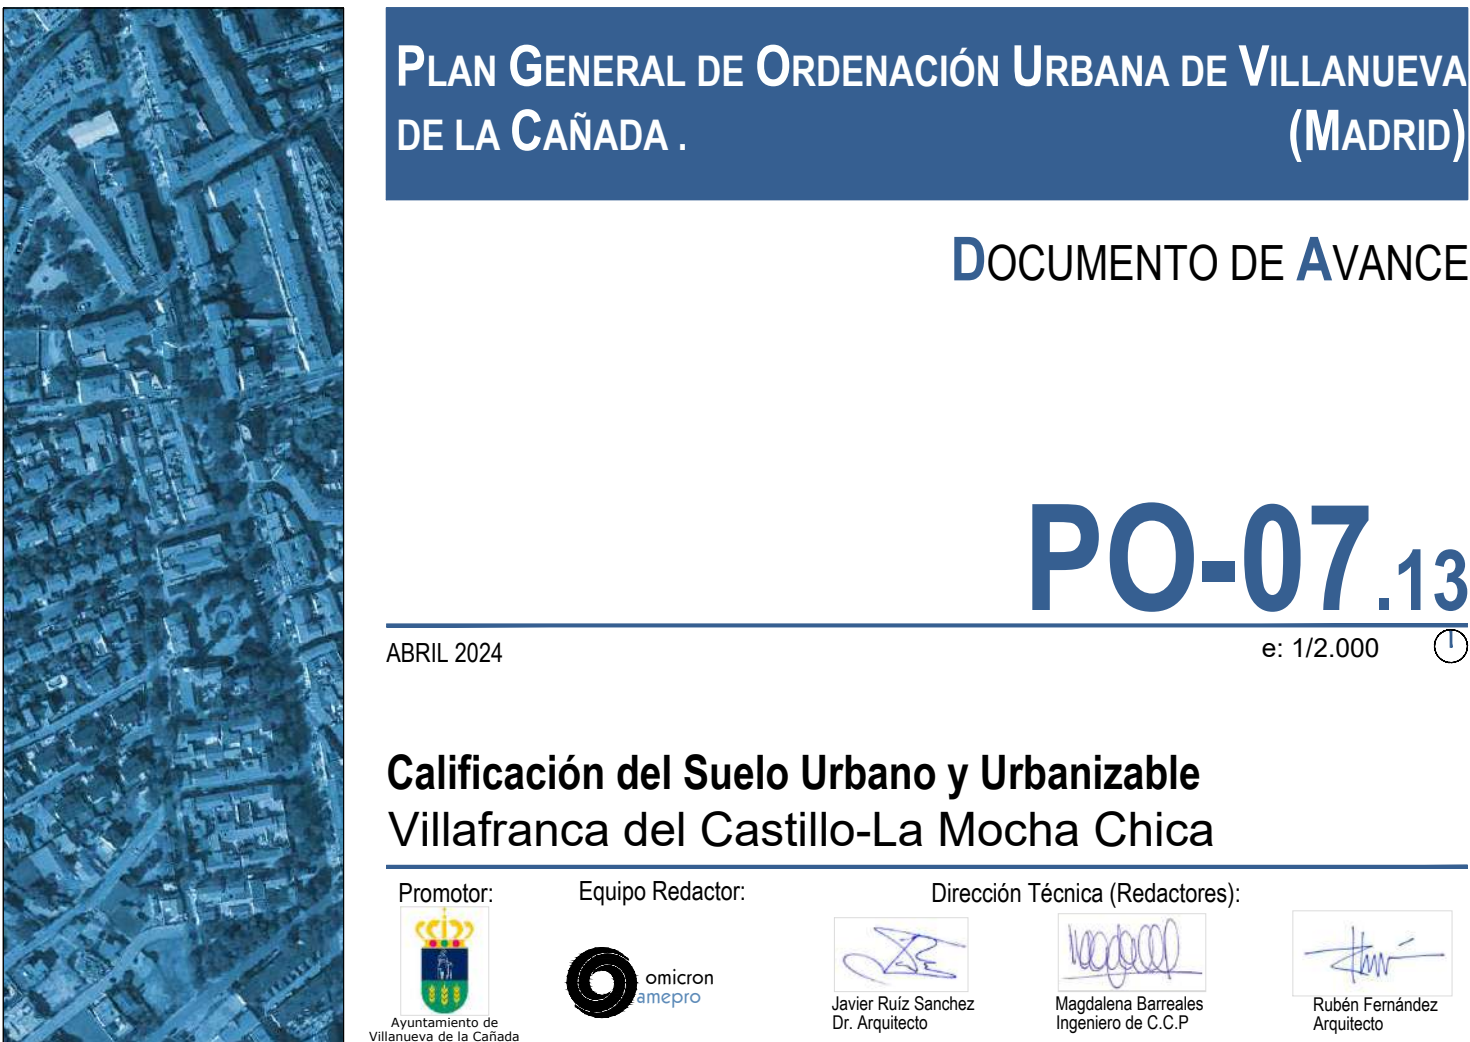 PLAN GENERAL DE ORDENACIÓN URBANA DE VILLANUEVA
DE LA CAÑADA . (MADRID)
DOCUMENTO DE AVANCE
PO-07.13
ABRIL 2024 e: 1/2.000
Calificación del Suelo Urbano y Urbanizable
Villafranca del Castillo-La Mocha Chica
Promotor: Equipo Redactor: Dirección Técnica (Redactores):
omicron
amepro
Javier Ruíz Sanchez
Dr. Arquitecto
Magdalena Barreales
Ingeniero de C.C.P
Rubén Fernández
Arquitecto
Ayuntamiento de
Villanueva de la Cañada